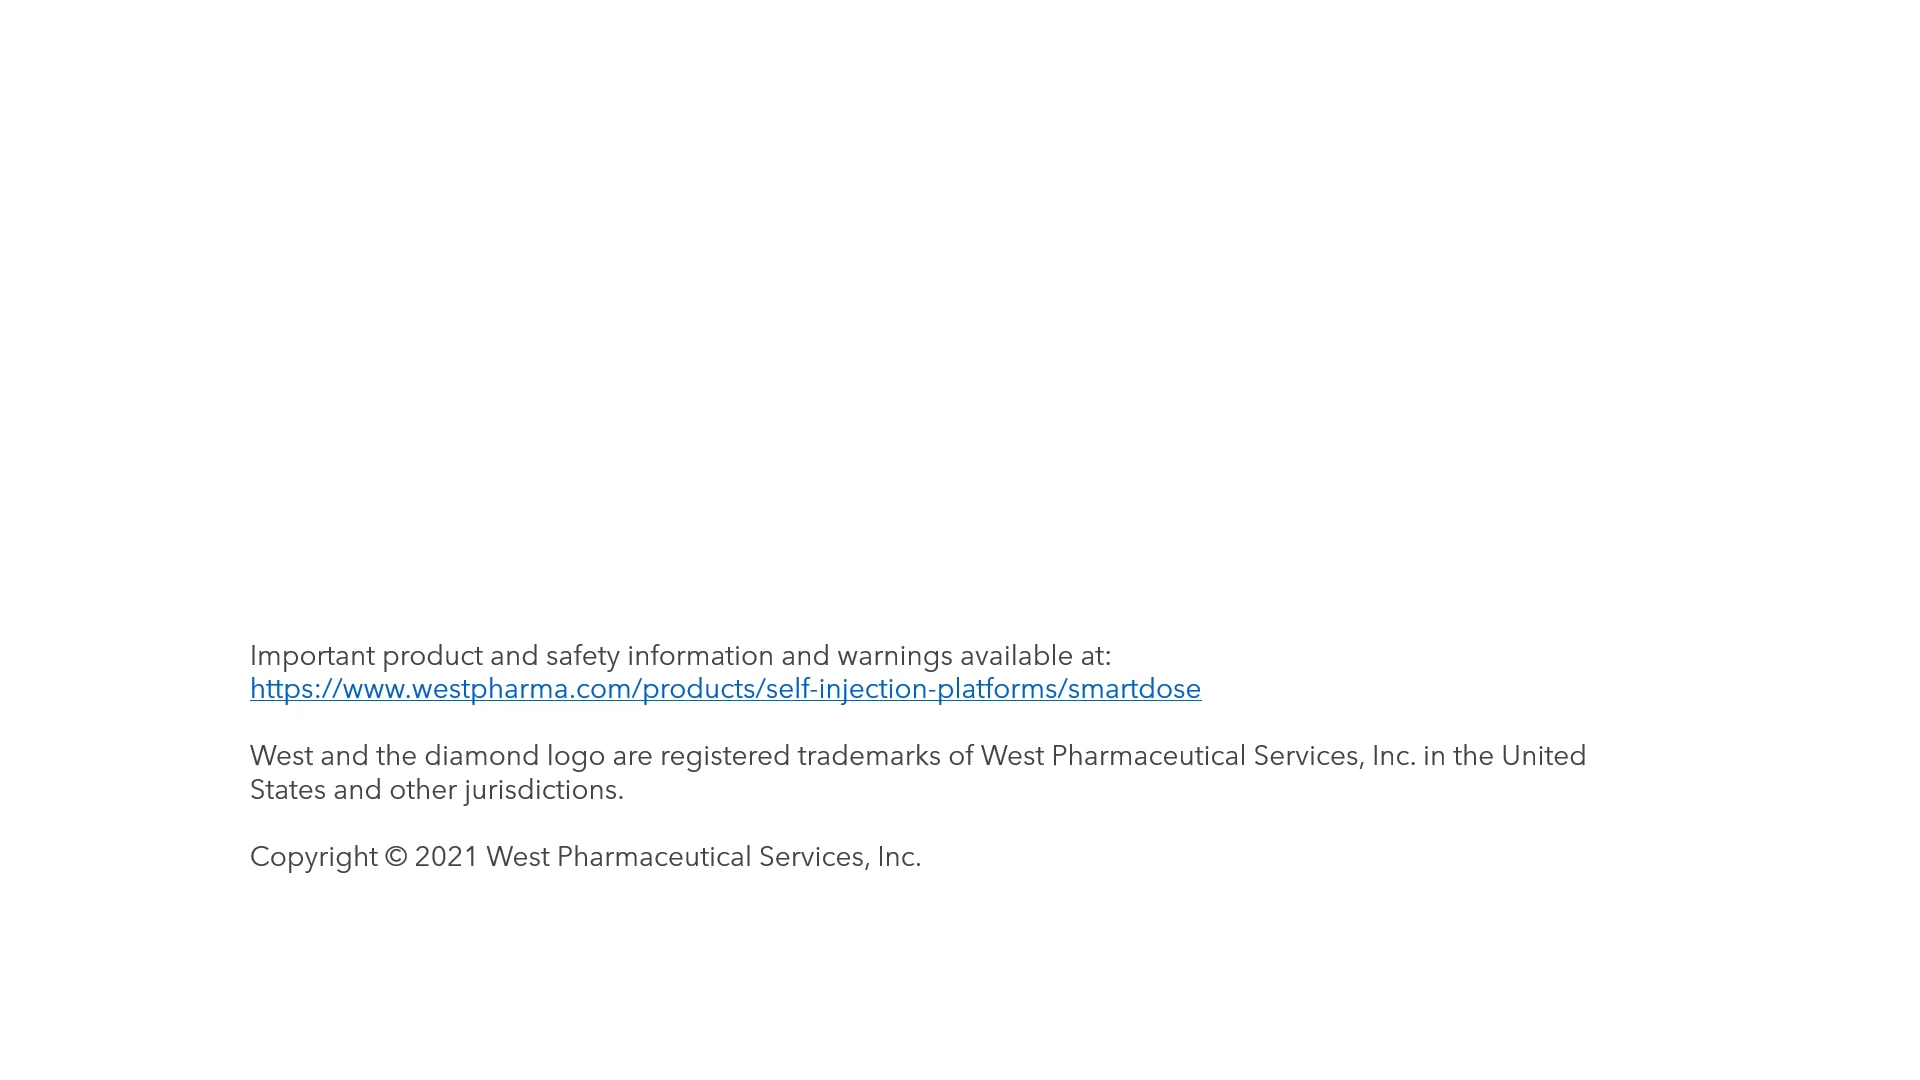 Important product and safety information and warnings available at:
https://www.westpharma.com/products/self-injection-platforms/smartdose
West and the diamond logo are registered trademarks of West Pharmaceutical Services, Inc. in the United
States and other jurisdictions.
Copyright © 2021 West Pharmaceutical Services, Inc.